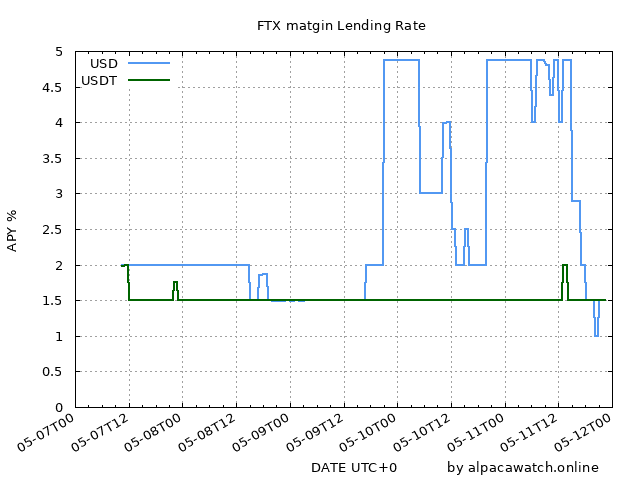 FTX matgin Lending Rate
USD
USDT
5
4.5
4
3.5
3
2.5
2
1.5
1
0.5
0
APY %
05-07T00
05-07T12
05-08T00
05-08T12
05-09T00
05-09T12
05-10T00
05-10T12
05-11T00
05-11T12
05-12T00
DATE UTC+0
by alpacawatch.online